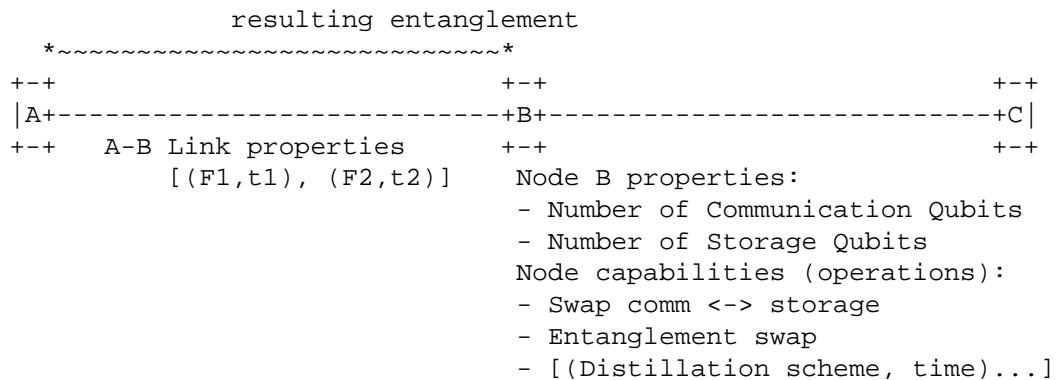 resulting entanglement
  *~~~~~~~~~~~~~~~~~~~~~~~~~~~~*
+-+                            +-+                            +-+
|A+----------------------------+B+----------------------------+C|
+-+   A-B Link properties      +-+                            +-+
          [(F1,t1), (F2,t2)]    Node B properties:
                                - Number of Communication Qubits
                                - Number of Storage Qubits
                                Node capabilities (operations):
                                - Swap comm <-> storage
                                - Entanglement swap
                                - [(Distillation scheme, time)...]